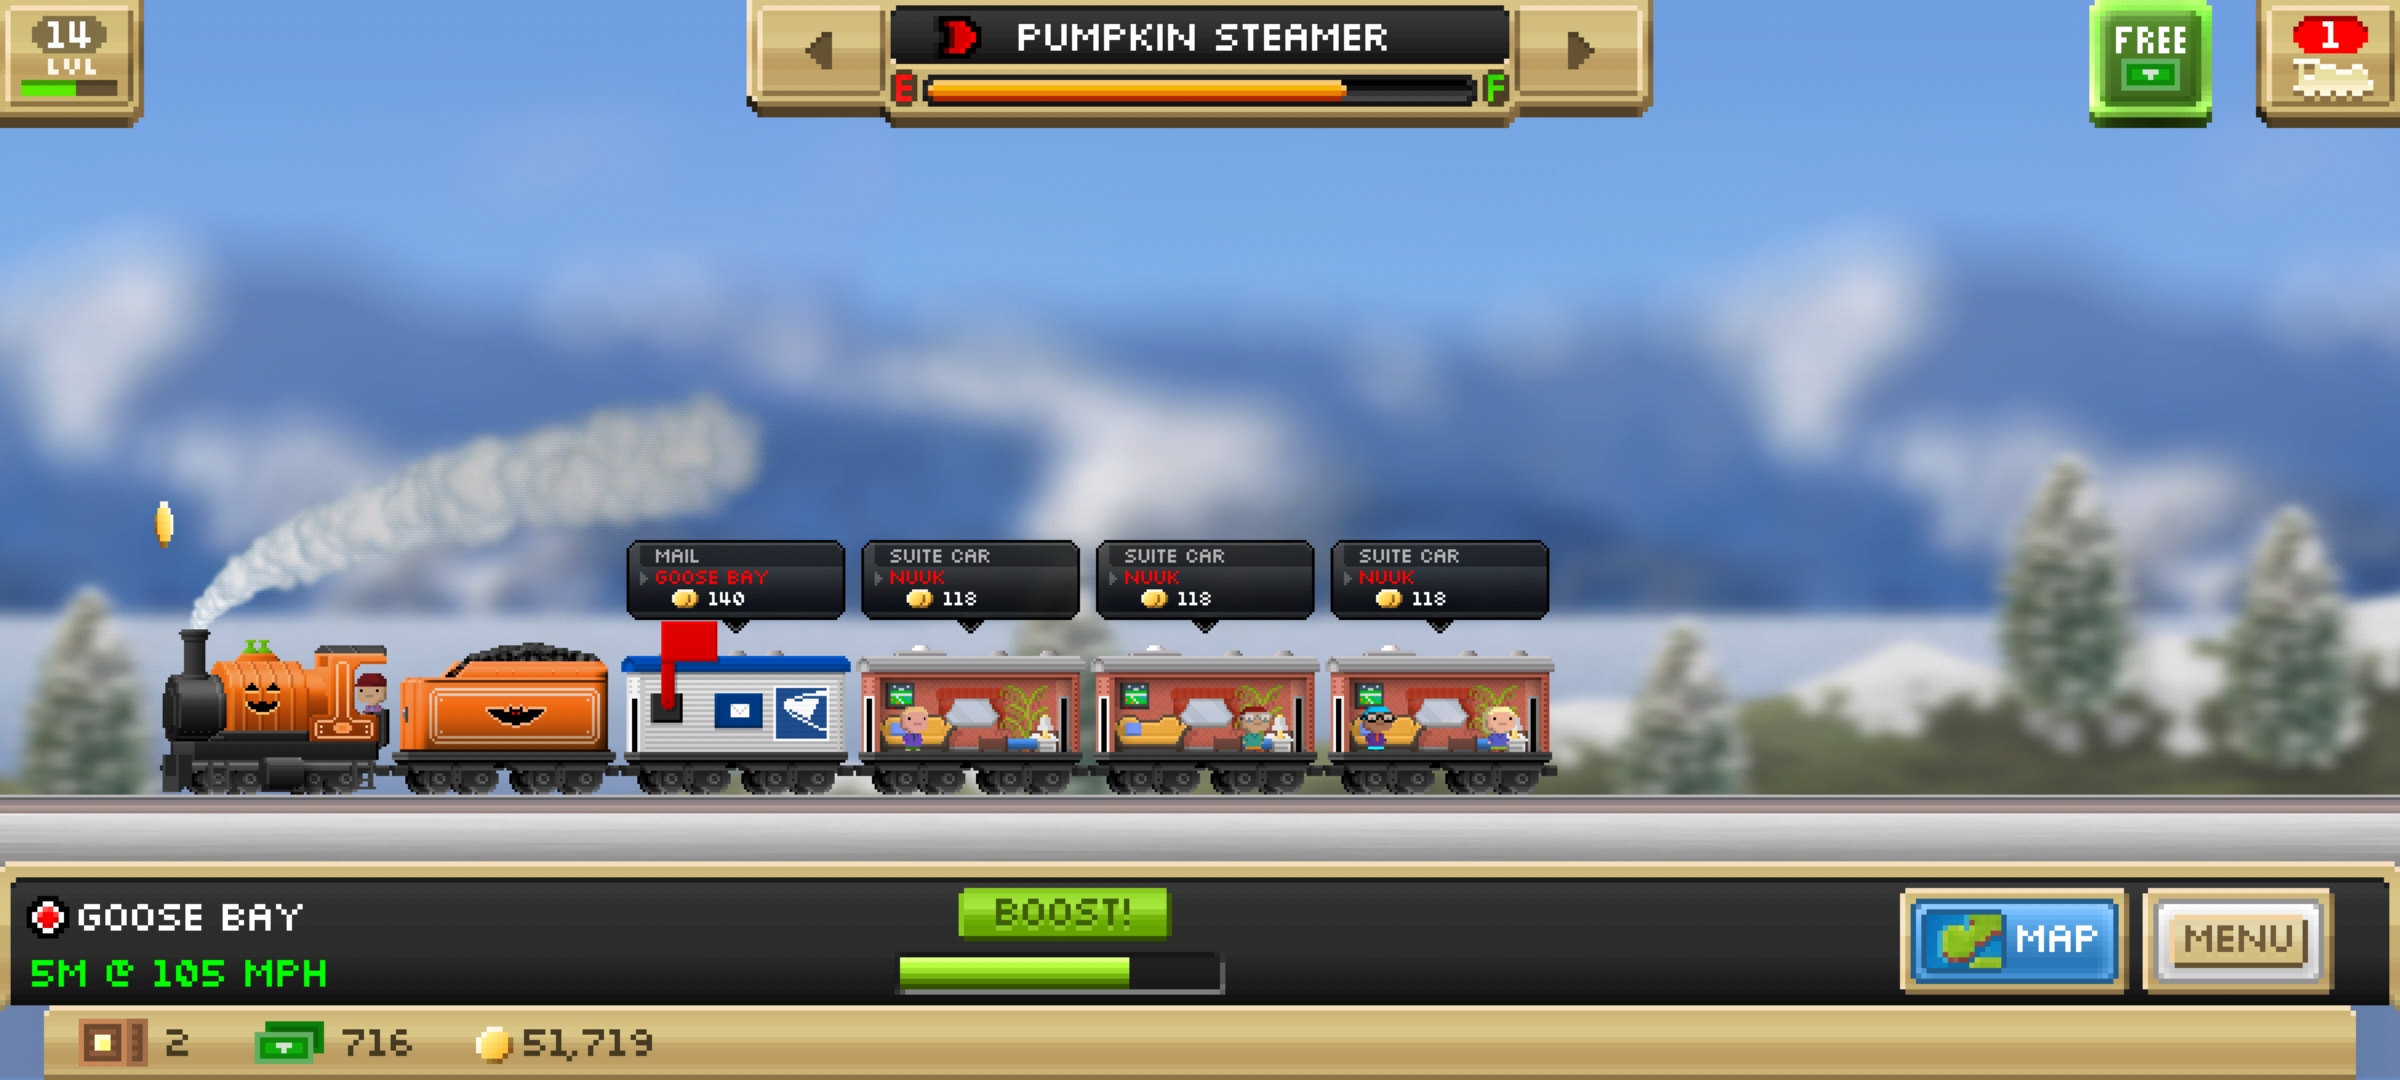 14
LVL
PUMPKIN STEAMER
E
F
FREE
1
MAIL
GOOSE BAY
140
SUITE CAR
NUUK
118
SUITE CAR
NUUK
118
SUITE CAR
NUUK
118
GOOSE BAY
5M @ 105 MPH
BOOST!
MAP
MENU
2
716
51,719